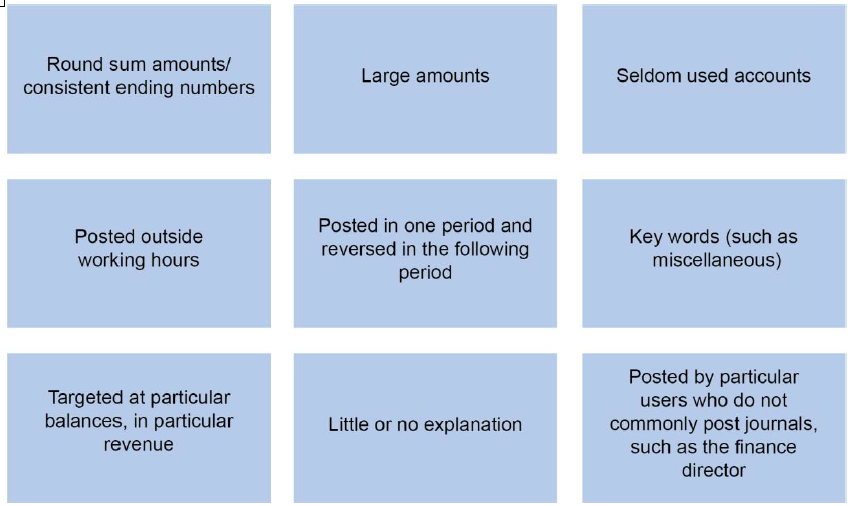 Round sum amounts/
consistent ending numbers
Large amounts
Seldom used accounts
Posted outside
working hours
Posted in one period and
reversed in the following
period
Key words (such as
miscellaneous)
Targeted at particular
balances, in particular
revenue
Little or no explanation
Posted by particular
users who do not
commonly post journals,
such as the finance
director